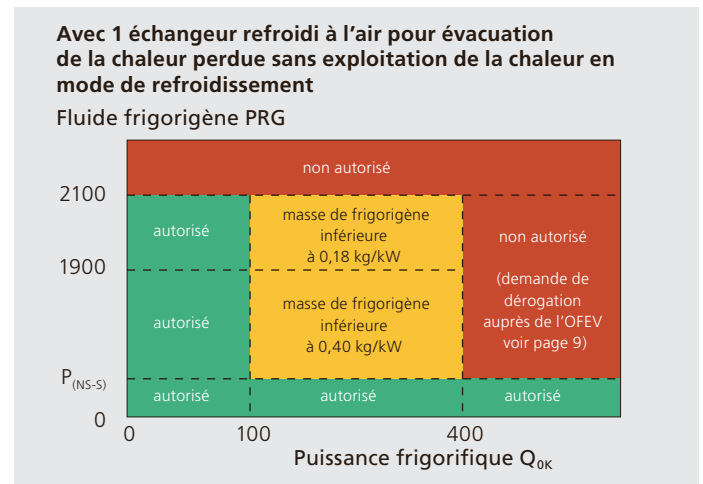 Avec 1 échangeur refroidi à l’air pour évacuation
de la chaleur perdue sans exploitation de la chaleur en
mode de refroidissement
Fluide frigorigène PRG
non autorisé
2100
autorisé
masse de frigorigène
inférieure
à 0,18 kg/kW
non autorisé
1900
(demande de
dérogation
auprès de l’OFEV
voir page 9)
autorisé
masse de frigorigène
inférieure
à 0,40 kg/kW
P(NS-S)
autorisé
autorisé
autorisé
0
0
100
400
Puissance frigorifique Q0K